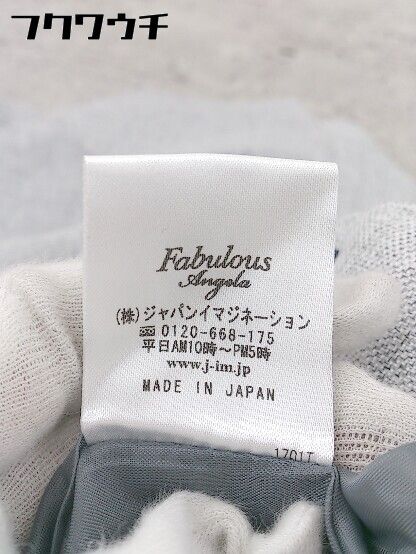 フクワウチ
Fabulous
Angela
(株)ジャパンイマジネーション
☎ 0120-668-175
平日AM10時～PM5時
www.j-im.jp
MADE IN JAPAN
1701T